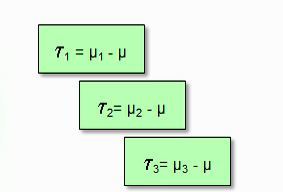 τ₁ = μ₁ - μ
τ₂= μ₂ - μ
τ₃= μ₃ - μ